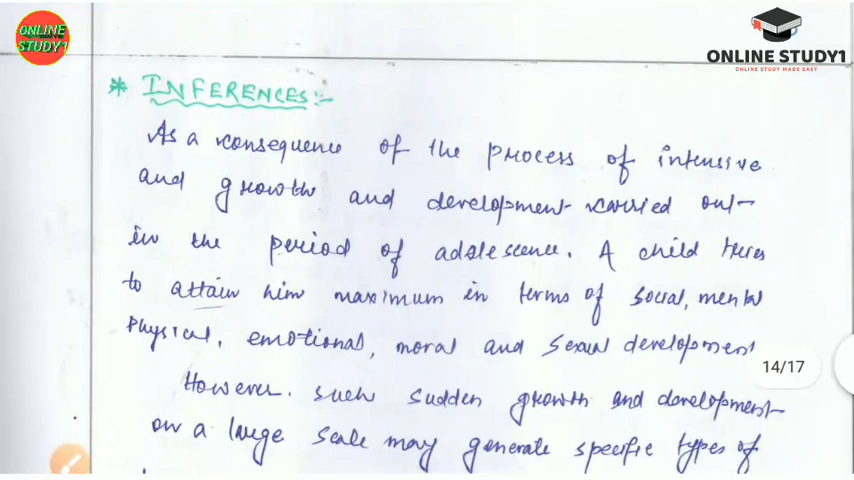 ONLINE
STUDY1
ONLINE STUDY1
ONLINE STUDY MADE EASY
* INFERENCES:-
As a consequence of the process of intensive
and growth and development carried out
in the period of adolescence. A child tries
to attain him maximum in terms of social, mental
Physical, emotional, moral and sexual development
14/17
However. such sudden growth and development
on a large scale may generate specific types of